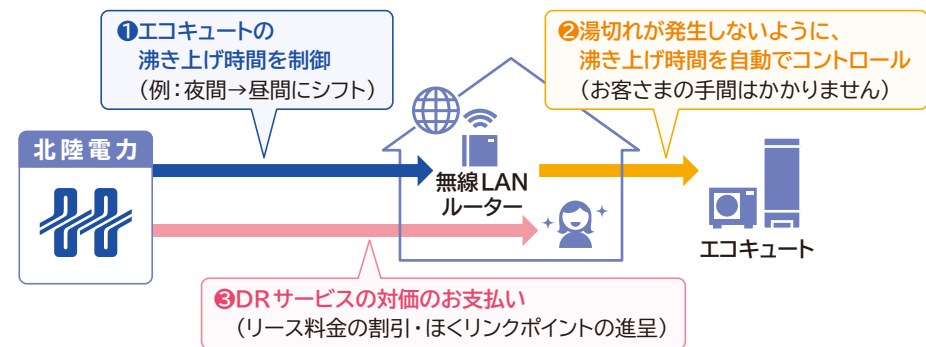 ❶エコキュートの
沸き上げ時間を制御
（例：夜間→昼間にシフト）
❷湯切れが発生しないように、
沸き上げ時間を自動でコントロール
（お客さまの手間はかかりません）
北陸電力
無線LAN
ルーター
エコキュート
❸DRサービスの対価のお支払い
（リース料金の割引・ほくリンクポイントの進呈）